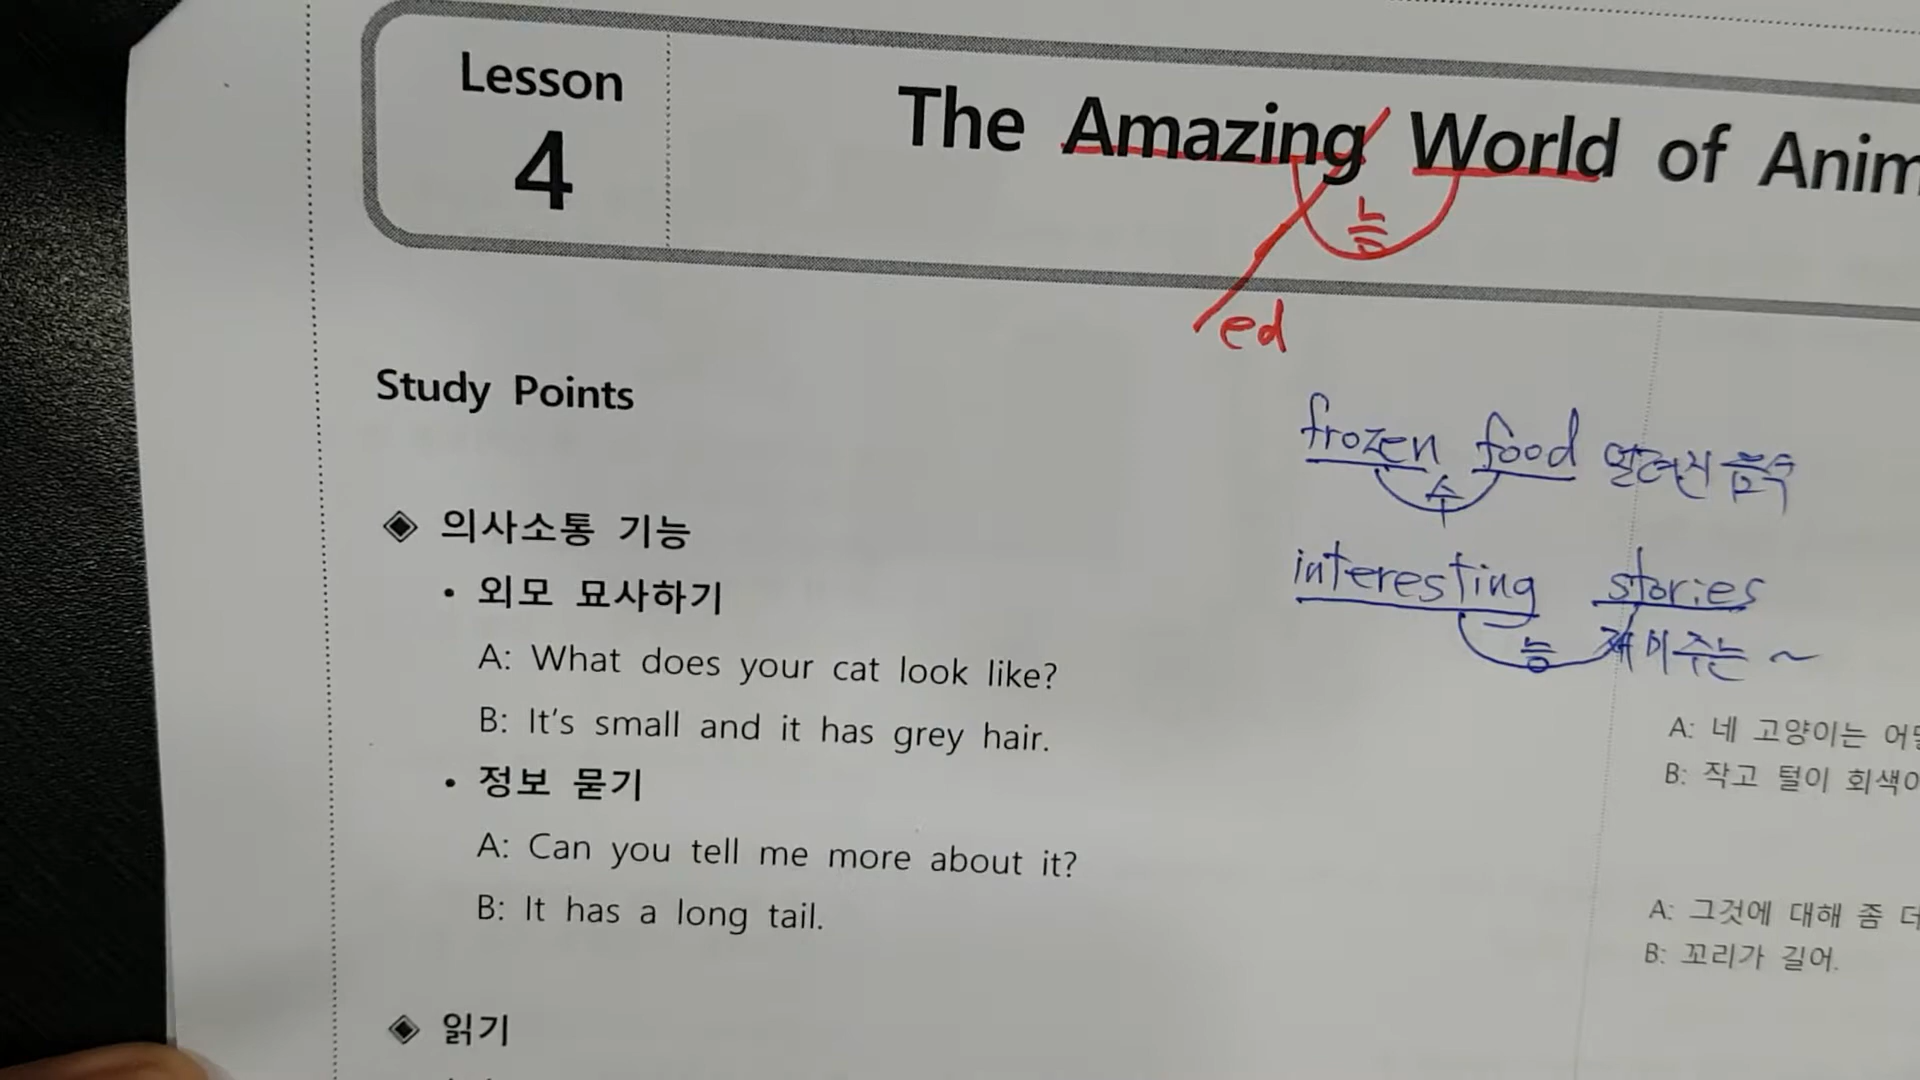 Lesson
4
The Amazing World of Anim
능
ed
Study Points
frozen food 얼려진 음식
수
◈ 의사소통 기능
interesting stories
• 외모 묘사하기
능 재미주는 ~
A: What does your cat look like?
B: It's small and it has grey hair.
A: 네 고양이는 어떻
B: 작고 털이 회색이
• 정보 묻기
A: Can you tell me more about it?
B: It has a long tail.
A: 그것에 대해 좀 더
B: 꼬리가 길어.
◈ 읽기